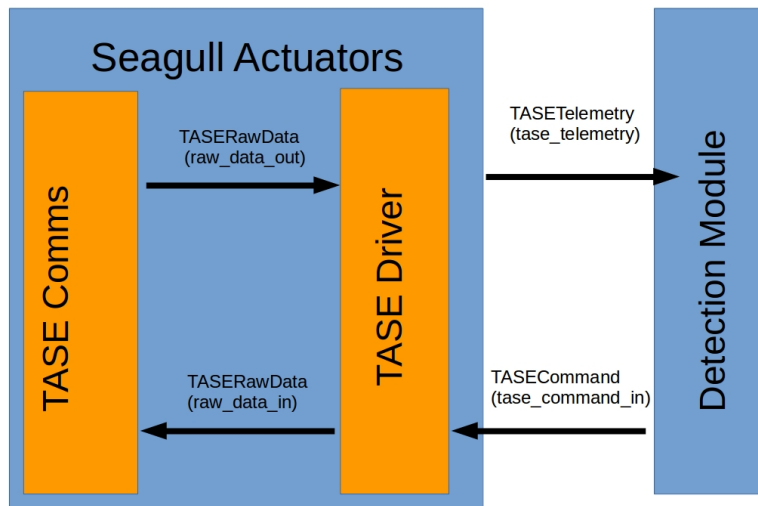 Seagull Actuators
TASE Comms
TASERawData
(raw_data_out)
TASERawData
(raw_data_in)
TASE Driver
TASETelemetry
(tase_telemetry)
TASECommand
(tase_command_in)
Detection Module